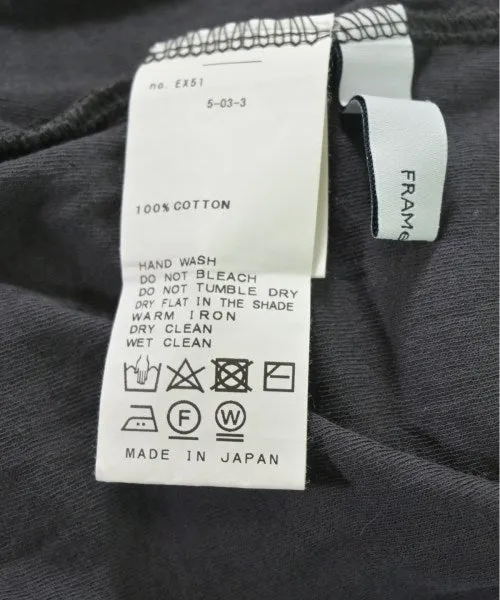 no. EX51
5-03-3
100% COTTON
HAND WASH
DO NOT BLEACH
DO NOT TUMBLE DRY
DRY FLAT IN THE SHADE
WARM IRON
DRY CLEAN
WET CLEAN
F W
MADE IN JAPAN